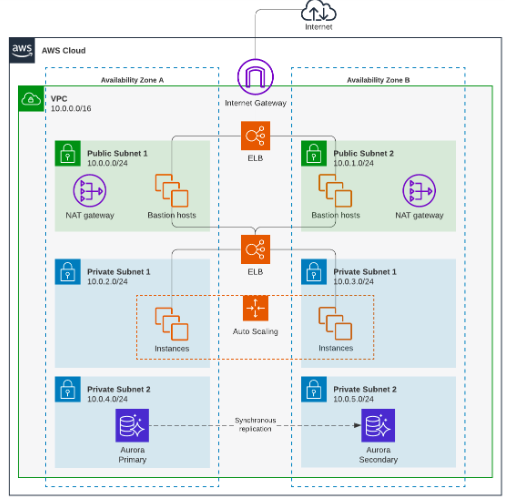 Internet
aws
AWS Cloud
Availability Zone A
Availability Zone B
VPC
10.0.0.0/16
Internet Gateway
ELB
Public Subnet 1
10.0.0.0/24
Public Subnet 2
10.0.1.0/24
NAT gateway
Bastion hosts
Bastion hosts
NAT gateway
ELB
Private Subnet 1
10.0.2.0/24
Private Subnet 1
10.0.3.0/24
Auto Scaling
Instances
Instances
Private Subnet 2
10.0.4.0/24
Private Subnet 2
10.0.5.0/24
Synchronous
replication
Aurora
Primary
Aurora
Secondary